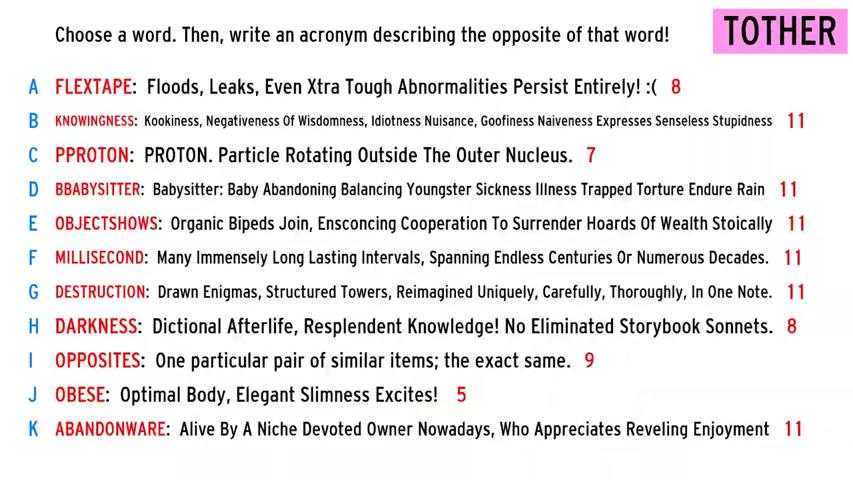 Choose a word. Then, write an acronym describing the opposite of that word!
TOTHER
A FLEXTAPE: Floods, Leaks, Even Xtra Tough Abnormalities Persist Entirely! :( 8
B KNOWINGNESS: Kookiness, Negativeness Of Wisdomness, Idiotness Nuisance, Goofiness Naiveness Expresses Senseless Stupidness 11
C PPROTON: PROTON. Particle Rotating Outside The Outer Nucleus. 7
D BBABYSITTER: Babysitter: Baby Abandoning Balancing Youngster Sickness Illness Trapped Torture Endure Rain 11
E OBJECTSHOWS: Organic Bipeds Join, Ensconcing Cooperation To Surrender Hoards Of Wealth Stoically 11
F MILLISECOND: Many Immensely Long Lasting Intervals, Spanning Endless Centuries Or Numerous Decades. 11
G DESTRUCTION: Drawn Enigmas, Structured Towers, Reimagined Uniquely, Carefully, Thoroughly, In One Note. 11
H DARKNESS: Dictional Afterlife, Resplendent Knowledge! No Eliminated Storybook Sonnets. 8
I OPPOSITES: One particular pair of similar items; the exact same. 9
J OBESE: Optimal Body, Elegant Slimness Excites! 5
K ABANDONWARE: Alive By A Niche Devoted Owner Nowadays, Who Appreciates Reveling Enjoyment 11